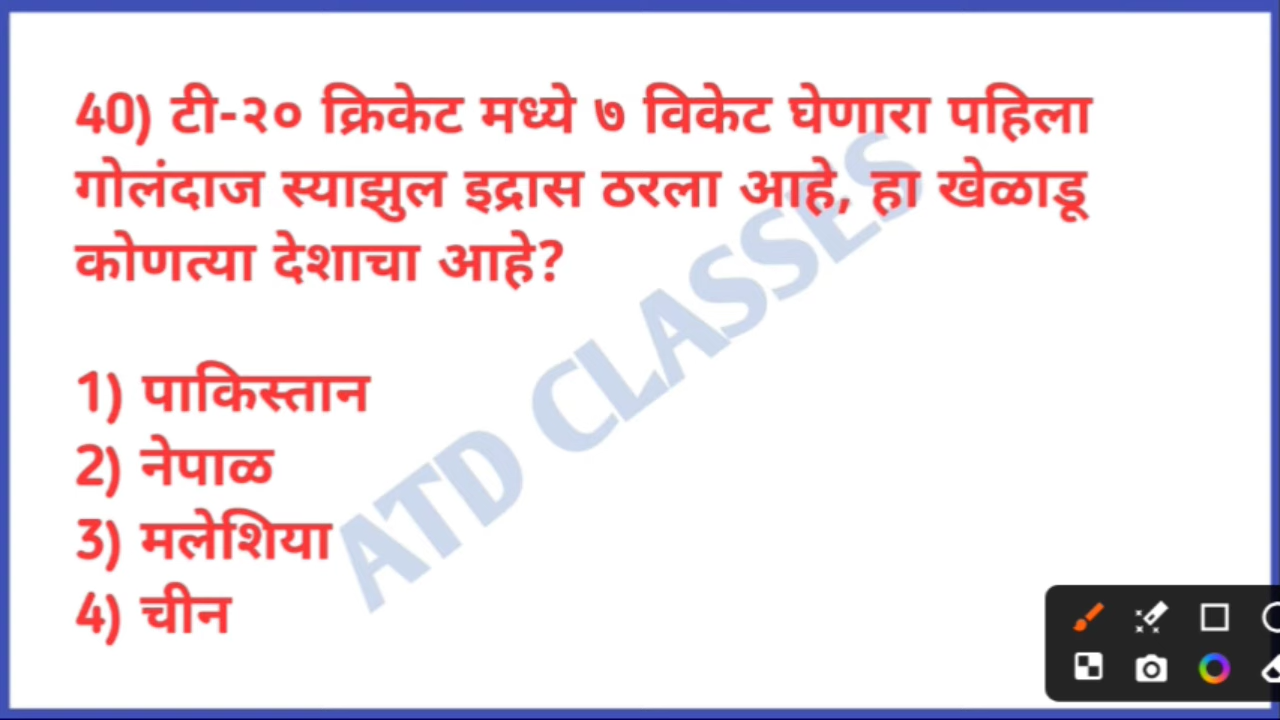 40) टी-२० क्रिकेट मध्ये ७ विकेट घेणारा पहिला
गोलंदाज स्याझुल इद्रास ठरला आहे, हा खेळाडू
कोणत्या देशाचा आहे?
1) पाकिस्तान
2) नेपाळ
3) मलेशिया
4) चीन
ATD CLASSES